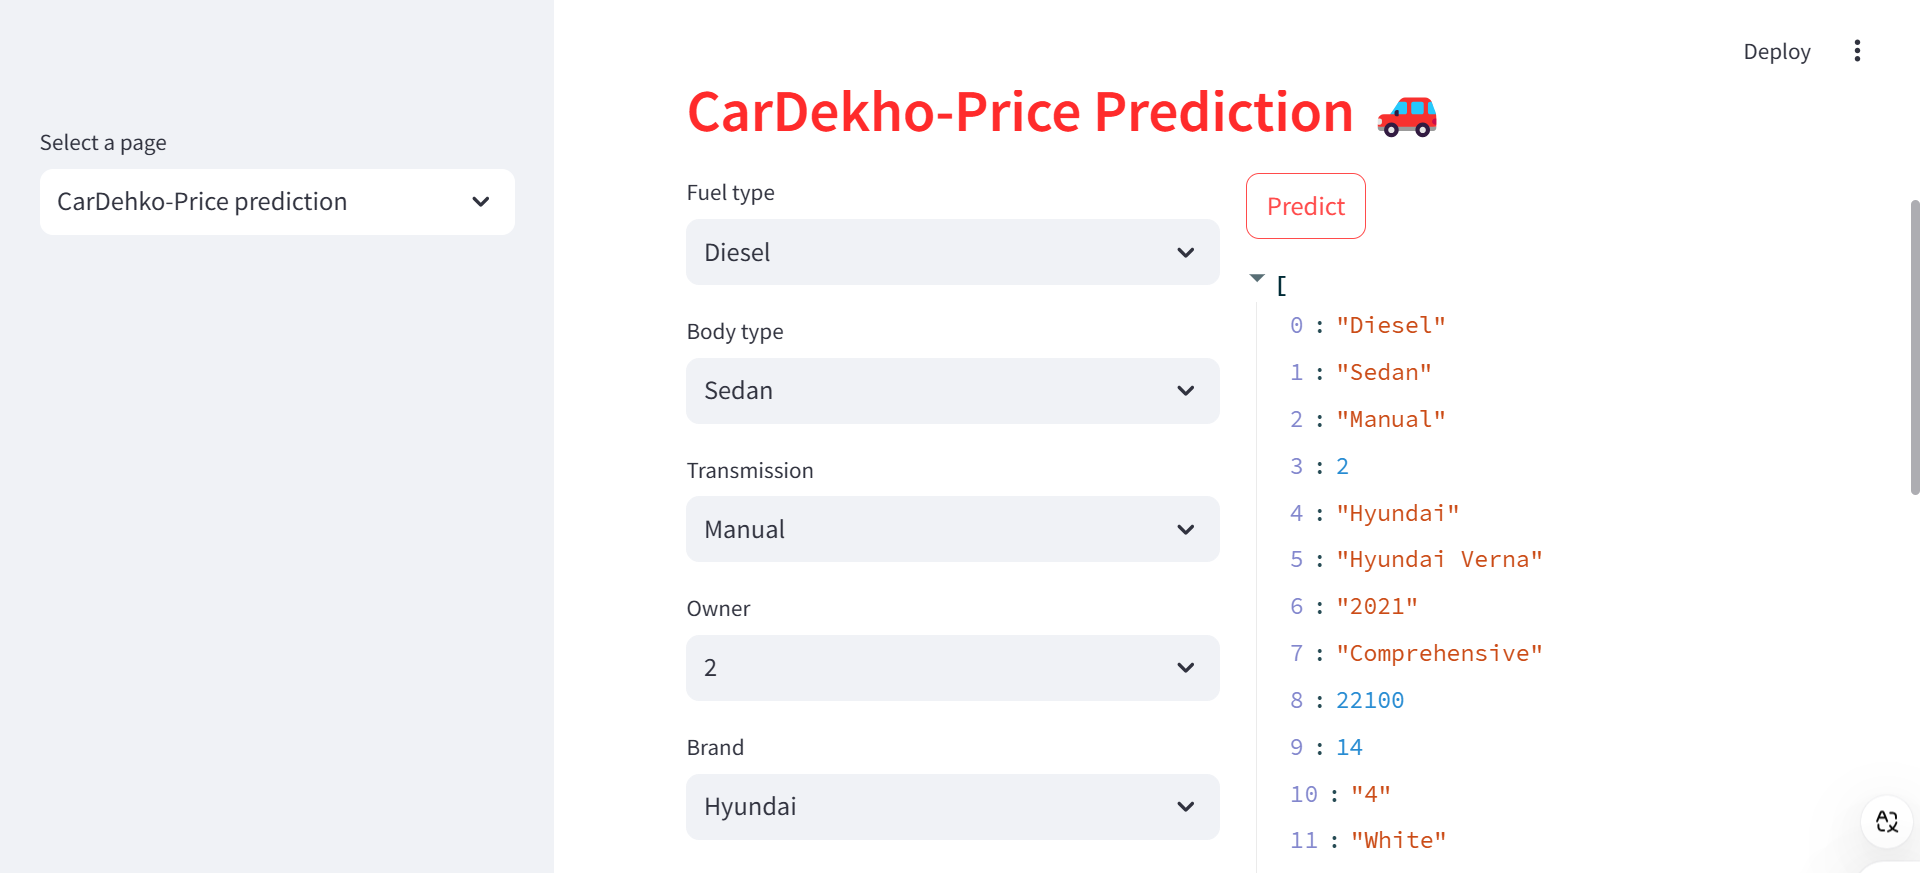 Deploy
Select a page
CarDehko-Price prediction
CarDekho-Price Prediction
Fuel type
Diesel
Body type
Sedan
Transmission
Manual
Owner
2
Brand
Hyundai
Predict
[
0 : "Diesel"
1 : "Sedan"
2 : "Manual"
3 : 2
4 : "Hyundai"
5 : "Hyundai Verna"
6 : "2021"
7 : "Comprehensive"
8 : 22100
9 : 14
10 : "4"
11 : "White"